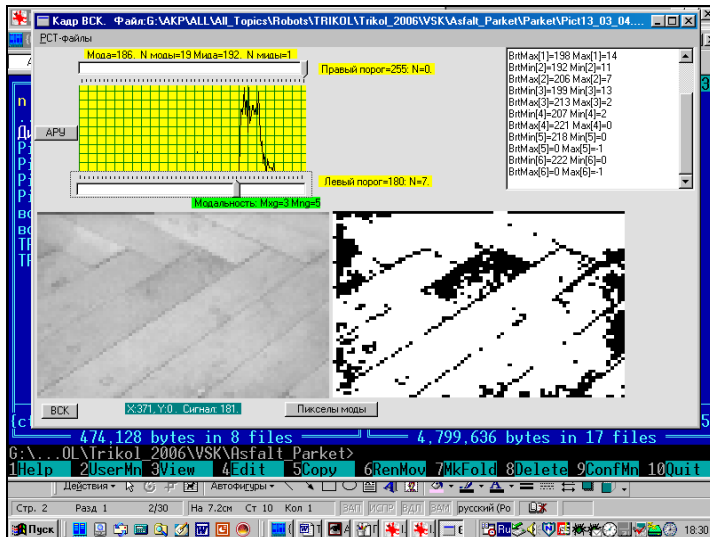 Кадр ВСК. Файл:G:\AKP\ALL\All_Topics\Robots\TRIKOL\Trikol_2006\VSK\Asfalt_Parket\Parket\Pict13_03_04....
PCT-файлы
Мода=186. N моды=19 Мида=192. N миды=1
Правый порог=255: N=0.
АРУ
Левый порог=180: N=7.
Модальность: Mxg=3 Mng=5
BrtMax[1]=198 Max[1]=14
BrtMin[2]=192 Min[2]=11
BrtMax[2]=206 Max[2]=7
BrtMin[3]=199 Min[3]=13
BrtMax[3]=213 Max[3]=2
BrtMin[4]=207 Min[4]=2
BrtMax[4]=221 Max[4]=0
BrtMin[5]=218 Min[5]=0
BrtMax[5]=0 Max[5]=-1
BrtMin[6]=222 Min[6]=0
BrtMax[6]=0 Max[6]=-1
ВСК
X:371, Y:0 Сигнал: 181.
Пикселы моды
474,128 bytes in 8 files
4,799,636 bytes in 17 files
G:\...OL\Trikol_2006\VSK\Asfalt_Parket>
1Help 2UserMn 3View 4Edit 5Copy 6RenMov 7MkFold 8Delete 9ConfMn 10Quit
Действия Автофигуры
Стр. 2 Разд 1 2/30 На 7.2см Ст 10 Кол 1 ЗАП ИСПР ВДЛ ЗАМ русский (Ро
Пуск Ru 18:30